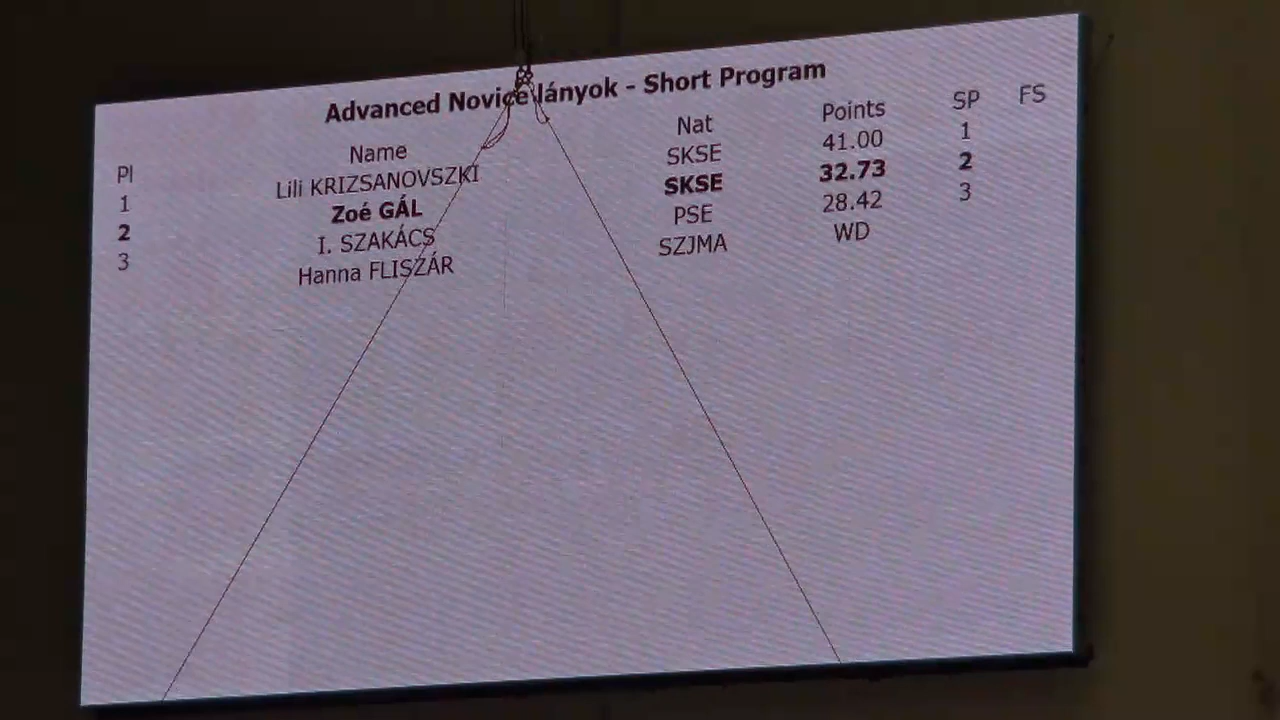 Advanced Novice lányok - Short Program
Pl Name Nat Points SP FS
1 Lili KRIZSANOVSZKI SKSE 41.00 1
2 Zoé GÁL SKSE 32.73 2
3 I. SZAKÁCS PSE 28.42 3
Hanna FLISZÁR SZJMA WD